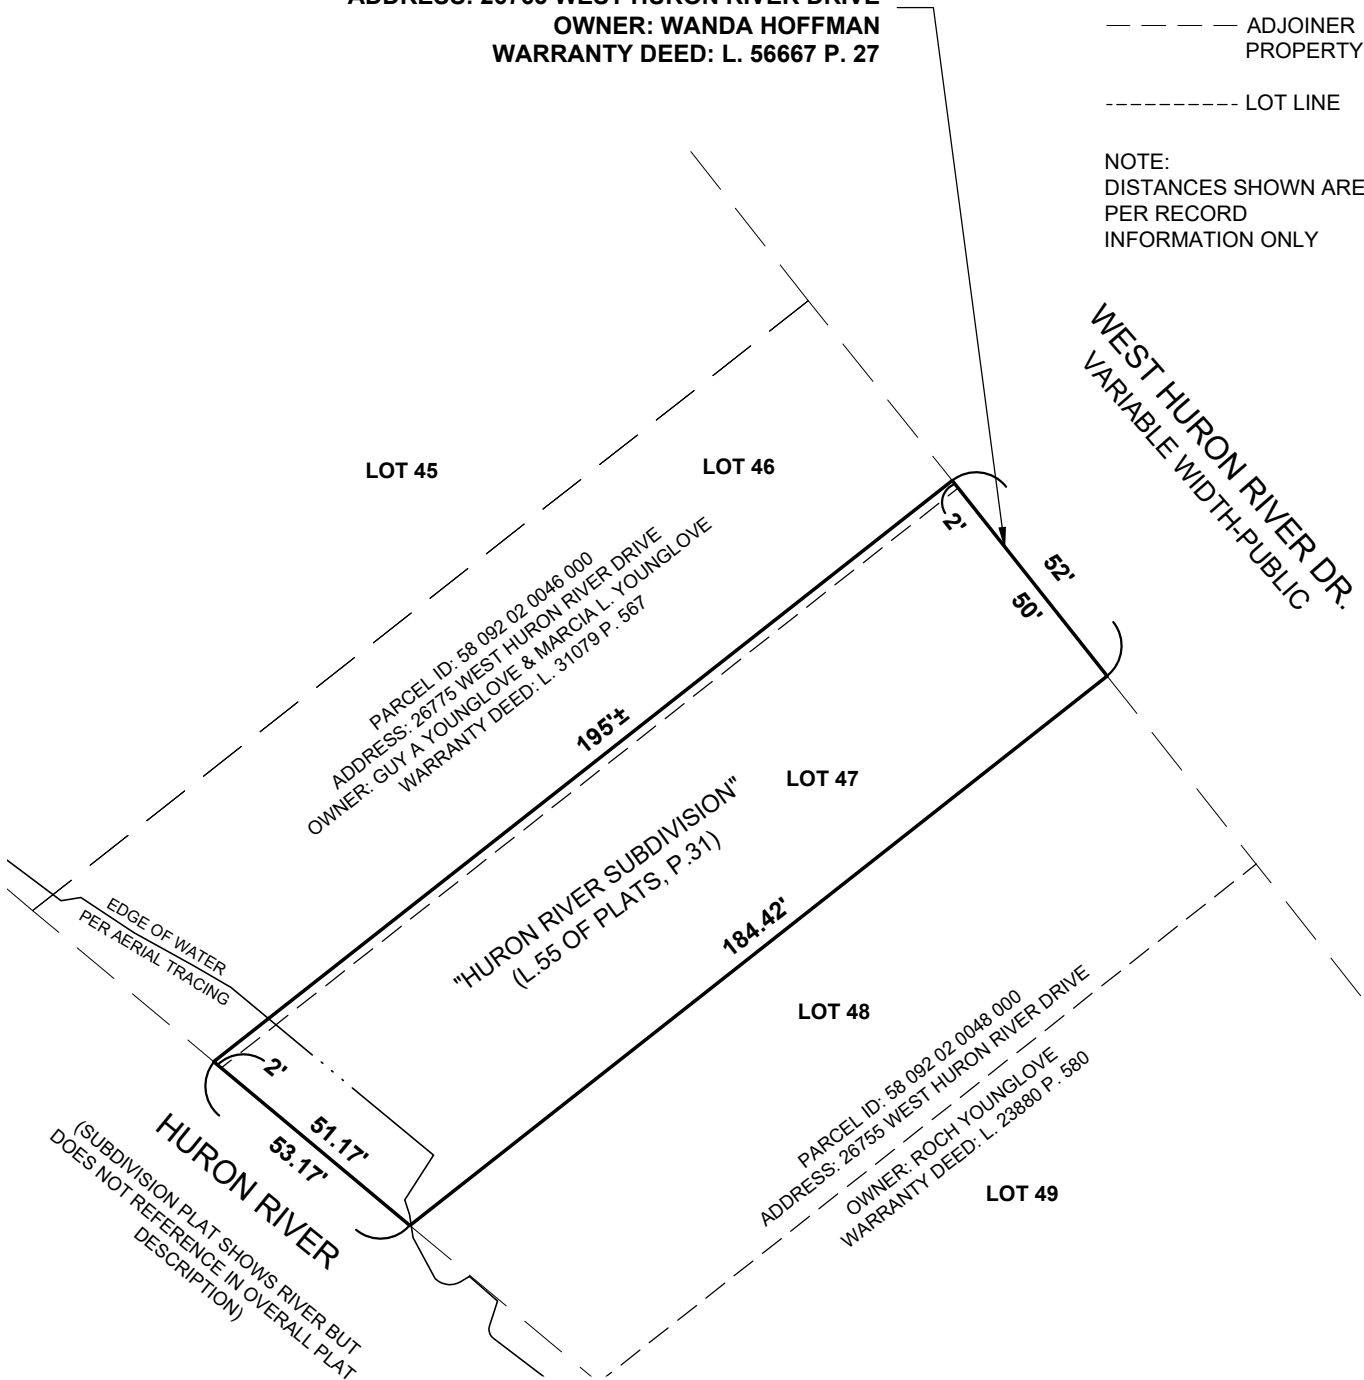 OWNER: WANDA HOFFMAN
WARRANTY DEED: L. 56667 P. 27
ADJOINER
PROPERTY
LOT LINE
NOTE:
DISTANCES SHOWN ARE
PER RECORD
INFORMATION ONLY
WEST HURON RIVER DR.
VARIABLE WIDTH-PUBLIC
LOT 45
LOT 46
2'
52'
50'
PARCEL ID: 58 092 02 0046 000
ADDRESS: 26775 WEST HURON RIVER DRIVE
OWNER: GUY A YOUNGLOVE & MARCIA L. YOUNGLOVE
WARRANTY DEED: L. 31079 P. 567
195'±
LOT 47
"HURON RIVER SUBDIVISION"
(L.55 OF PLATS, P.31)
184.42'
EDGE OF WATER
PER AERIAL TRACING
LOT 48
PARCEL ID: 58 092 02 0048 000
ADDRESS: 26755 WEST HURON RIVER DRIVE
OWNER: ROCH YOUNGLOVE
WARRANTY DEED: L. 23880 P. 580
LOT 49
2'
51.17'
53.17'
HURON RIVER
(SUBDIVISION PLAT SHOWS RIVER BUT
DOES NOT REFERENCE IN OVERALL PLAT
DESCRIPTION)